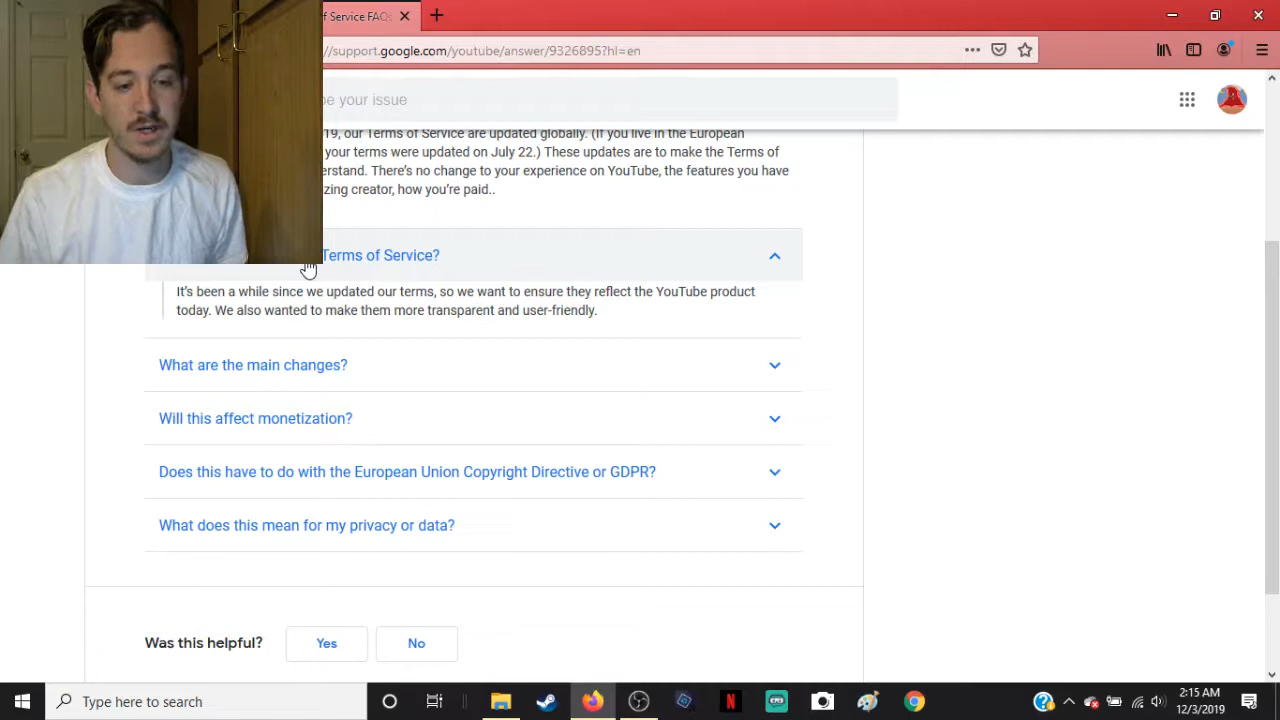 f Service FAQ
//support.google.com/youtube/answer/9326895?hl=en
be your issue
19, our Terms of Service are updated globally. (If you live in the European
your terms were updated on July 22.) These updates are to make the Terms of
erstand. There's no change to your experience on YouTube, the features you have
zing creator, how you're paid..
Terms of Service?
It's been a while since we updated our terms, so we want to ensure they reflect the YouTube product
today. We also wanted to make them more transparent and user-friendly.
What are the main changes?
Will this affect monetization?
Does this have to do with the European Union Copyright Directive or GDPR?
What does this mean for my privacy or data?
Was this helpful?
Yes
No
Type here to search
2:15 AM
12/3/2019